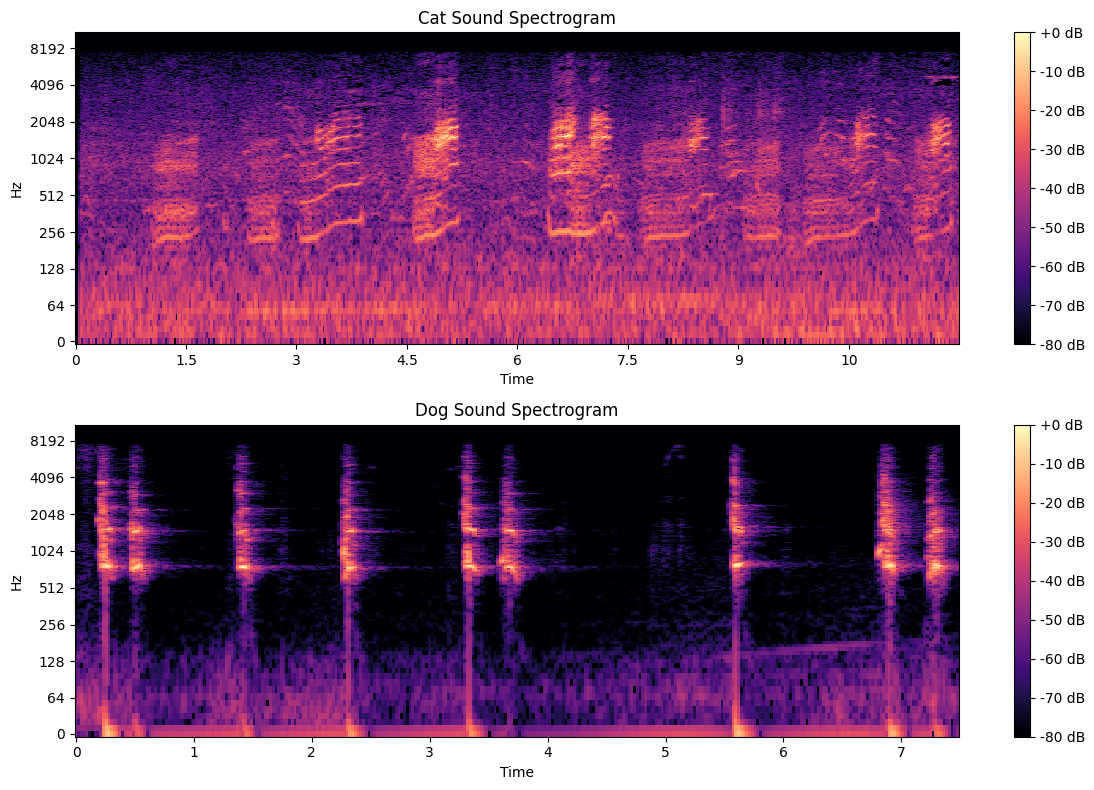 Cat Sound Spectrogram
8192
4096
2048
1024
512
256
128
64
0
Hz
0 1.5 3 4.5 6 7.5 9 10
Time
+0 dB
-10 dB
-20 dB
-30 dB
-40 dB
-50 dB
-60 dB
-70 dB
-80 dB
Dog Sound Spectrogram
8192
4096
2048
1024
512
256
128
64
0
Hz
0 1 2 3 4 5 6 7
Time
+0 dB
-10 dB
-20 dB
-30 dB
-40 dB
-50 dB
-60 dB
-70 dB
-80 dB